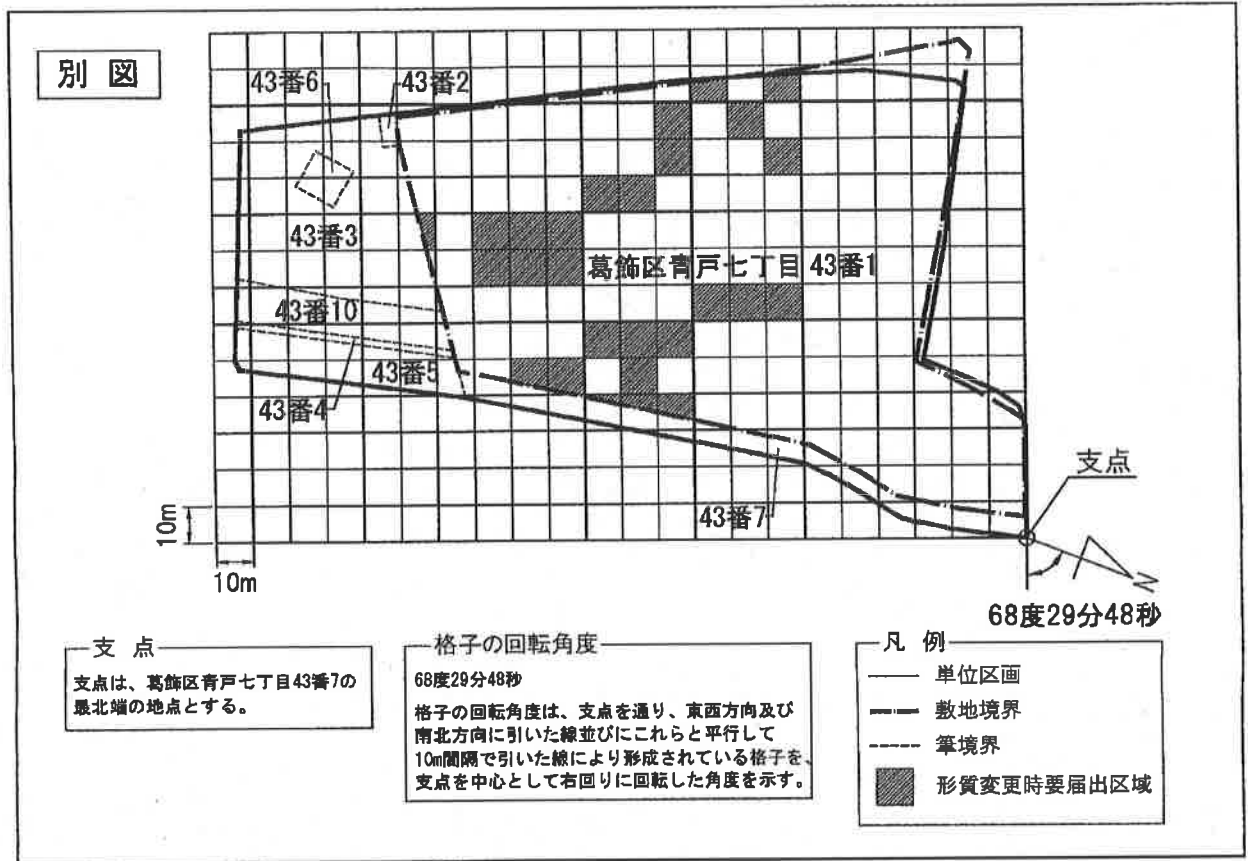 別図
43番6
43番2
43番3
葛飾区青戸七丁目 43番1
43番10
43番5
43番4
43番7
支点
10m
10m
N
68度29分48秒
支 点
支点は、葛飾区青戸七丁目43番7の
最北端の地点とする。
格子の回転角度
68度29分48秒
格子の回転角度は、支点を通り、東西方向及び
南北方向に引いた線並びにこれらと平行して
10m間隔で引いた線により形成されている格子を、
支点を中心として右回りに回転した角度を示す。
凡 例
単位区画
敷地境界
筆境界
形質変更時要届出区域